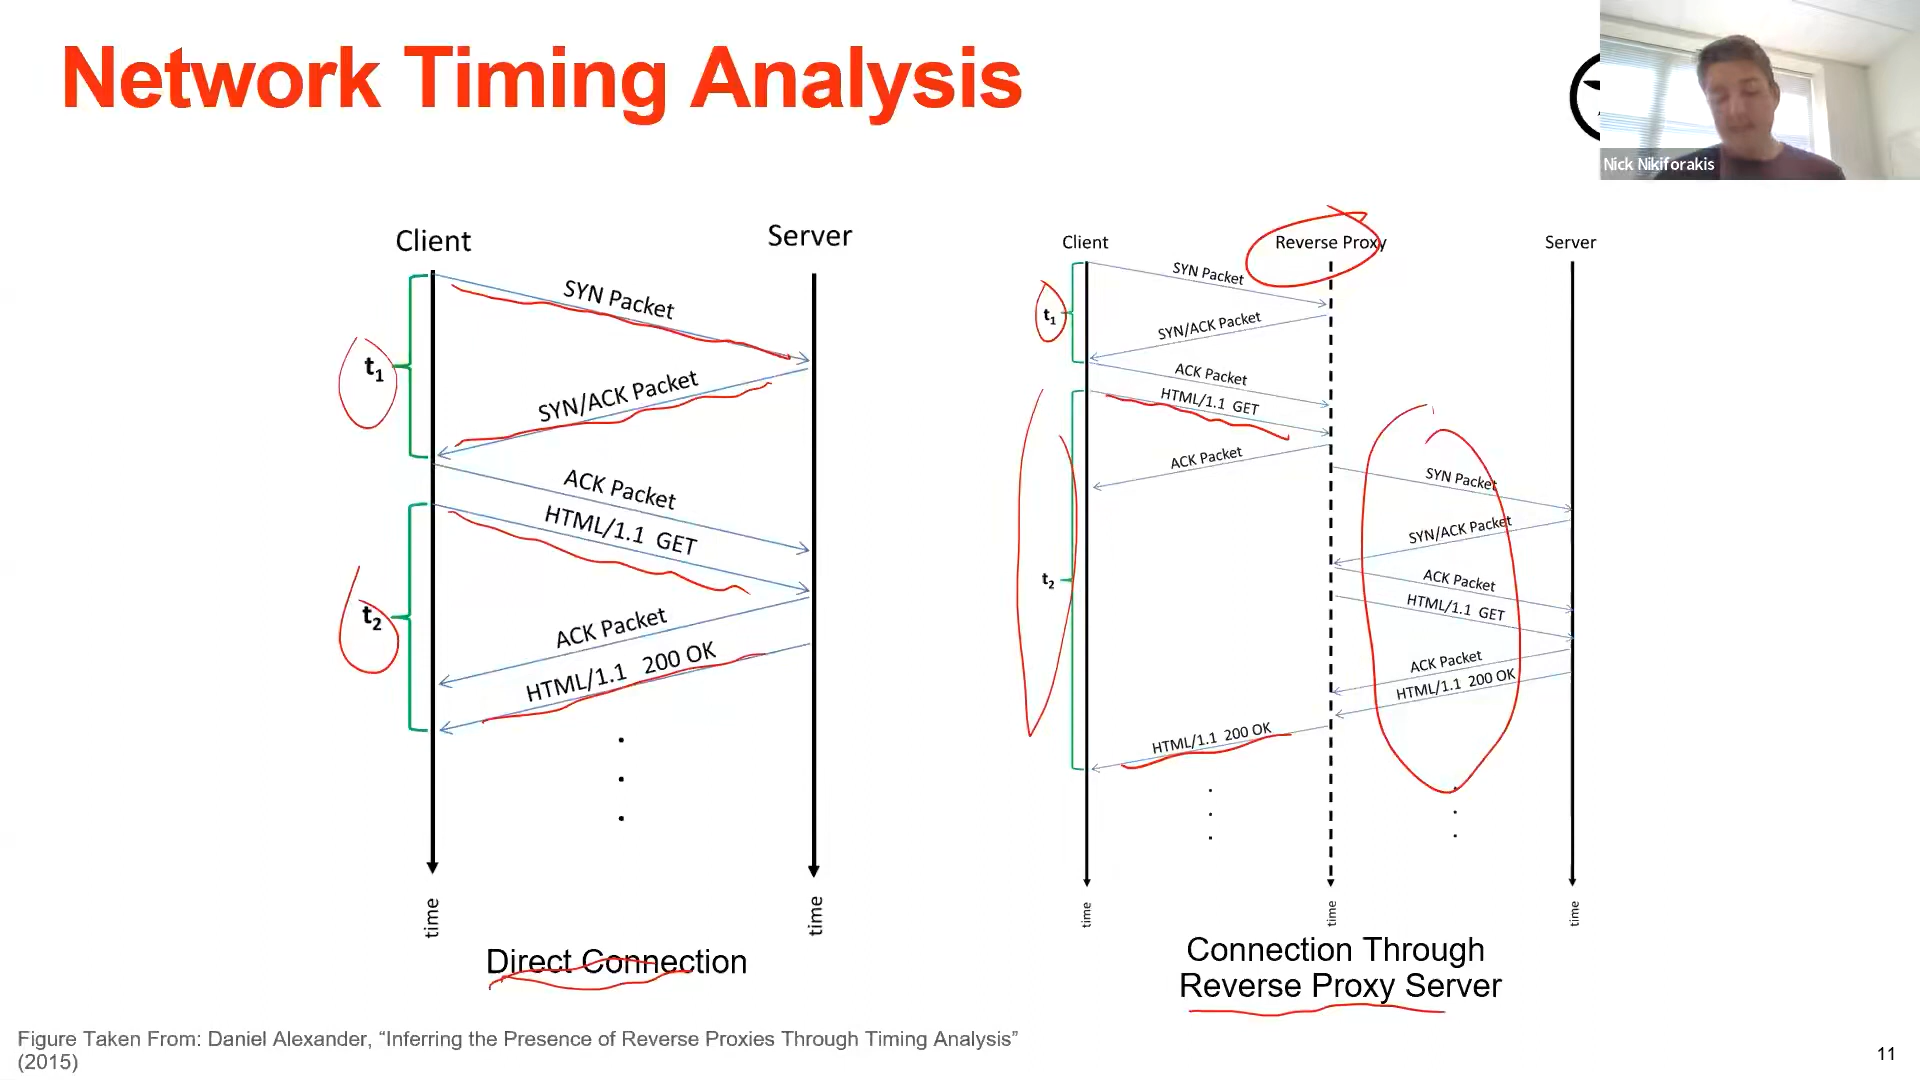 Network Timing Analysis
Nick Nikiforakis
Client
Server
SYN Packet
t1
SYN/ACK Packet
ACK Packet
HTML/1.1 GET
t2
ACK Packet
HTML/1.1 200 OK
.
.
.
time
time
Direct Connection
Client
Reverse Proxy
Server
SYN Packet
t1
SYN/ACK Packet
ACK Packet
HTML/1.1 GET
ACK Packet
SYN Packet
SYN/ACK Packet
t2
ACK Packet
HTML/1.1 GET
ACK Packet
HTML/1.1 200 OK
HTML/1.1 200 OK
.
.
.
.
.
.
time
time
time
Connection Through
Reverse Proxy Server
Figure Taken From: Daniel Alexander, “Inferring the Presence of Reverse Proxies Through Timing Analysis”
(2015)
11